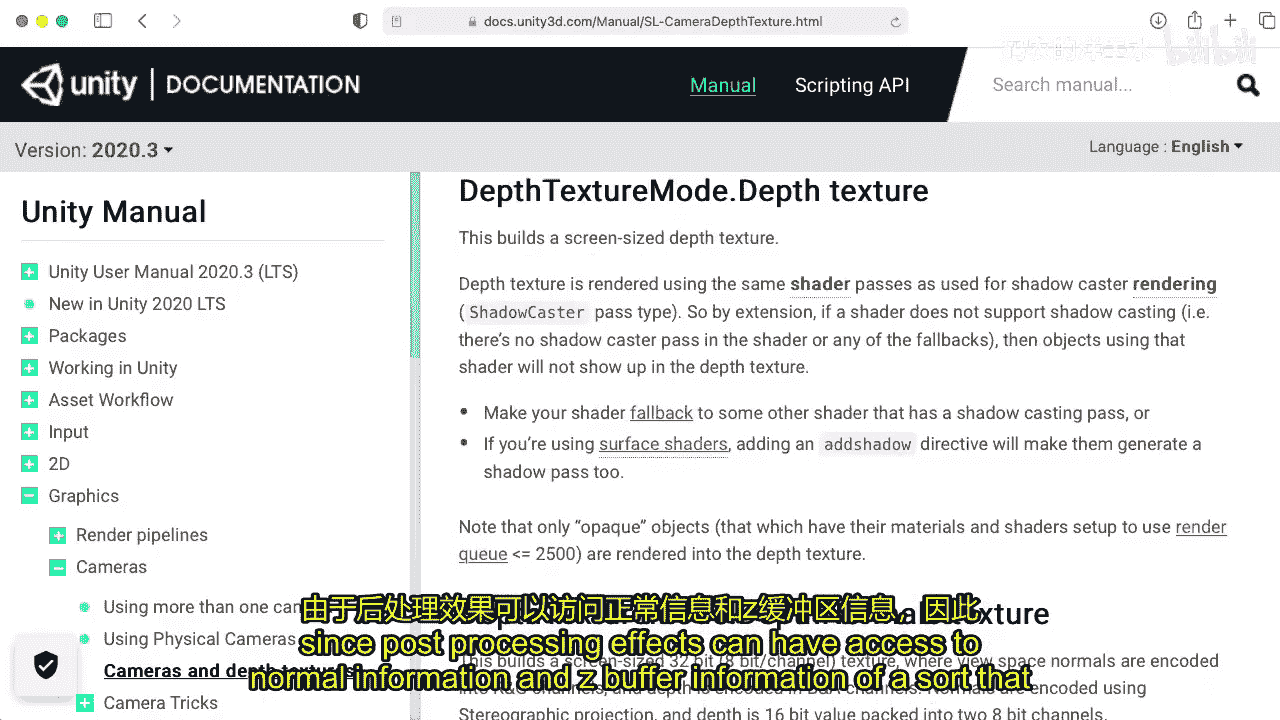 docs.unity3d.com/Manual/SL-CameraDepthTexture.html
unity | DOCUMENTATION
Manual
Scripting API
Search manual...
Version: 2020.3
Language : English
Unity Manual
Unity User Manual 2020.3 (LTS)
New in Unity 2020 LTS
Packages
Working in Unity
Asset Workflow
Input
2D
Graphics
Render pipelines
Cameras
Using more than one
Using Physical Cameras
Cameras and depth
Camera Tricks
DepthTextureMode.Depth texture
This builds a screen-sized depth texture.
Depth texture is rendered using the same shader passes as used for shadow caster rendering
( ShadowCaster pass type). So by extension, if a shader does not support shadow casting (i.e.
there's no shadow caster pass in the shader or any of the fallbacks), then objects using that
shader will not show up in the depth texture.
Make your shader fallback to some other shader that has a shadow casting pass, or
If you're using surface shaders, adding an addshadow directive will make them generate a
shadow pass too.
Note that only “opaque” objects (that which have their materials and shaders setup to use render
queue <= 2500) are rendered into the depth texture.
This builds a screen-sized 32 bit (8 bit/channel) texture, where view space normals are encoded
Normals are encoded using
Stereographic projection, and depth is 16 bit value packed into two 8 bit channels.
由于后处理效果可以访问正常信息和z缓冲区信息，因此
since post processing effects can have access to
normal information and z buffer information of a sort that
bilibili